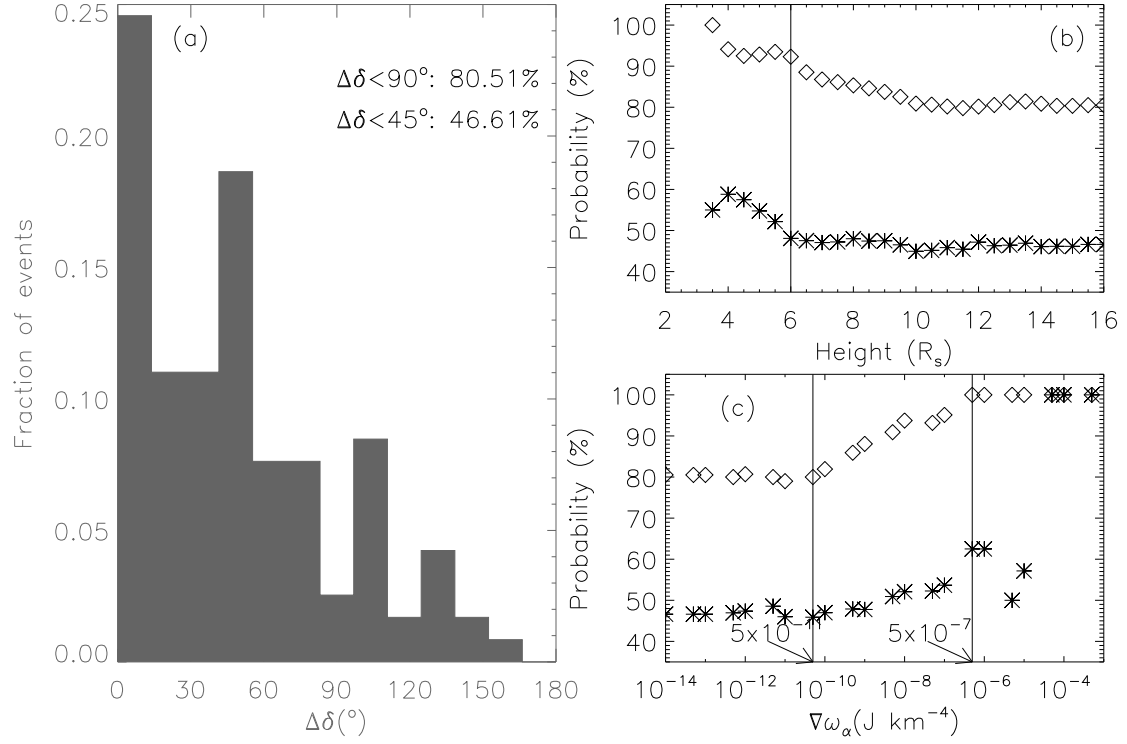 (a)
Δδ<90°: 80.51%
Δδ<45°: 46.61%
0.25
0.20
0.15
0.10
0.05
0.00
Fraction of events
0 30 60 90 120 150 180
Δδ(°)
(b)
100
90
80
70
60
50
40
Probability (%)
2 4 6 8 10 12 14 16
Height (Rs)
(c)
100
90
80
70
60
50
40
Probability (%)
5x10⁻
5x10⁻⁷
10⁻¹⁴ 10⁻¹² 10⁻¹⁰ 10⁻⁸ 10⁻⁶ 10⁻⁴
∇ωα(J km⁻⁴)